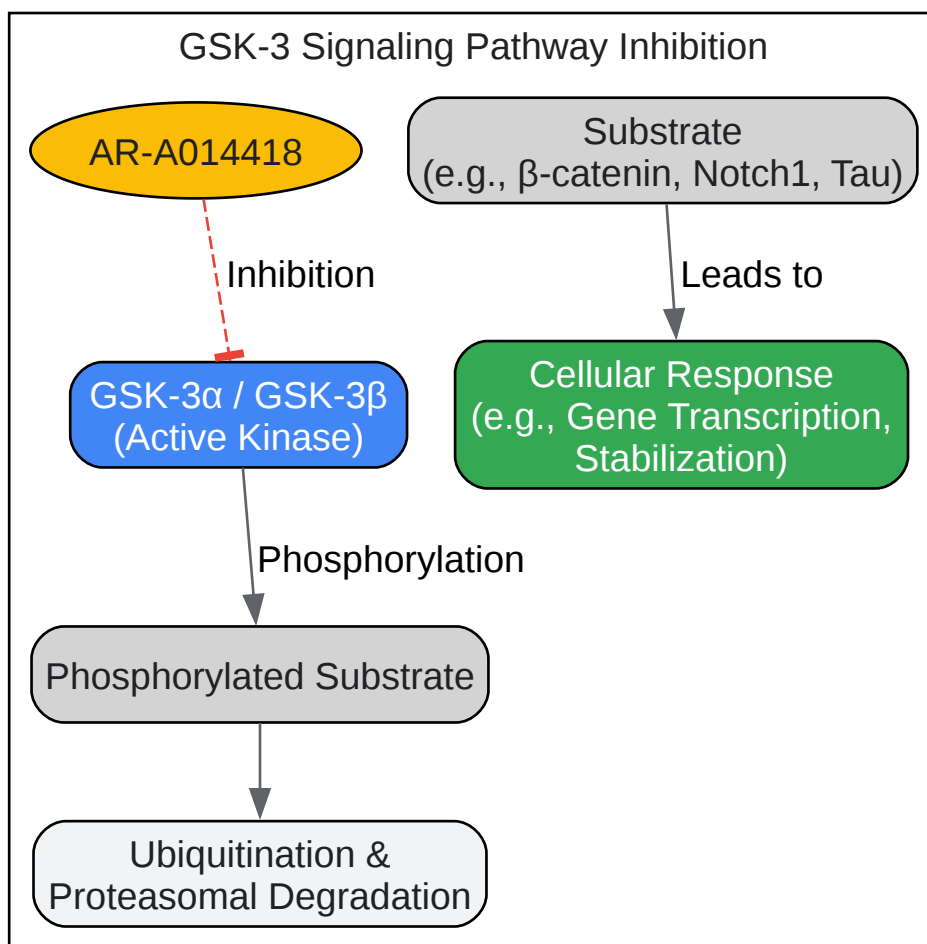 GSK-3 Signaling Pathway Inhibition
AR-A014418
Substrate
(e.g., β-catenin, Notch1, Tau)
Inhibition
Leads to
GSK-3α / GSK-3β
(Active Kinase)
Cellular Response
(e.g., Gene Transcription,
Stabilization)
Phosphorylation
Phosphorylated Substrate
Ubiquitination &
Proteasomal Degradation